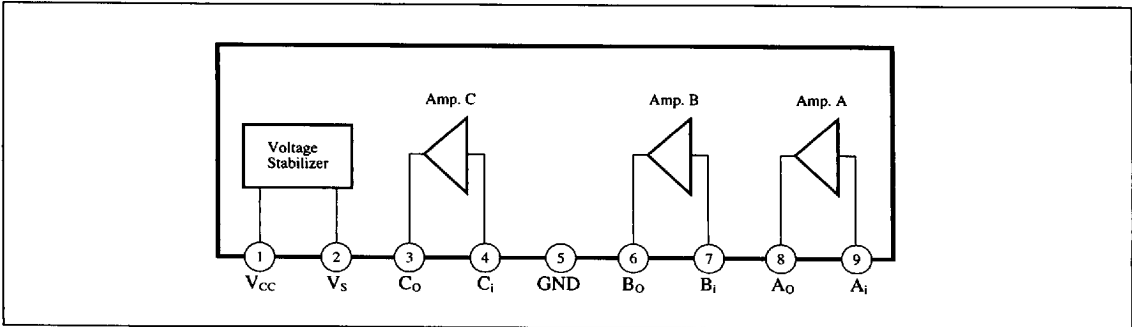 Amp. C
Amp. B
Amp. A
Voltage
Stabilizer
1 2 3 4 5 6 7 8 9
VCC VS CO Ci GND BO Bi AO Ai